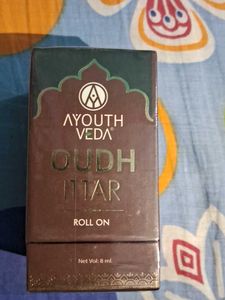 AYOUTH
VEDA®
OUDH
ITTAR
ROLL ON
Net Vol: 8 ml